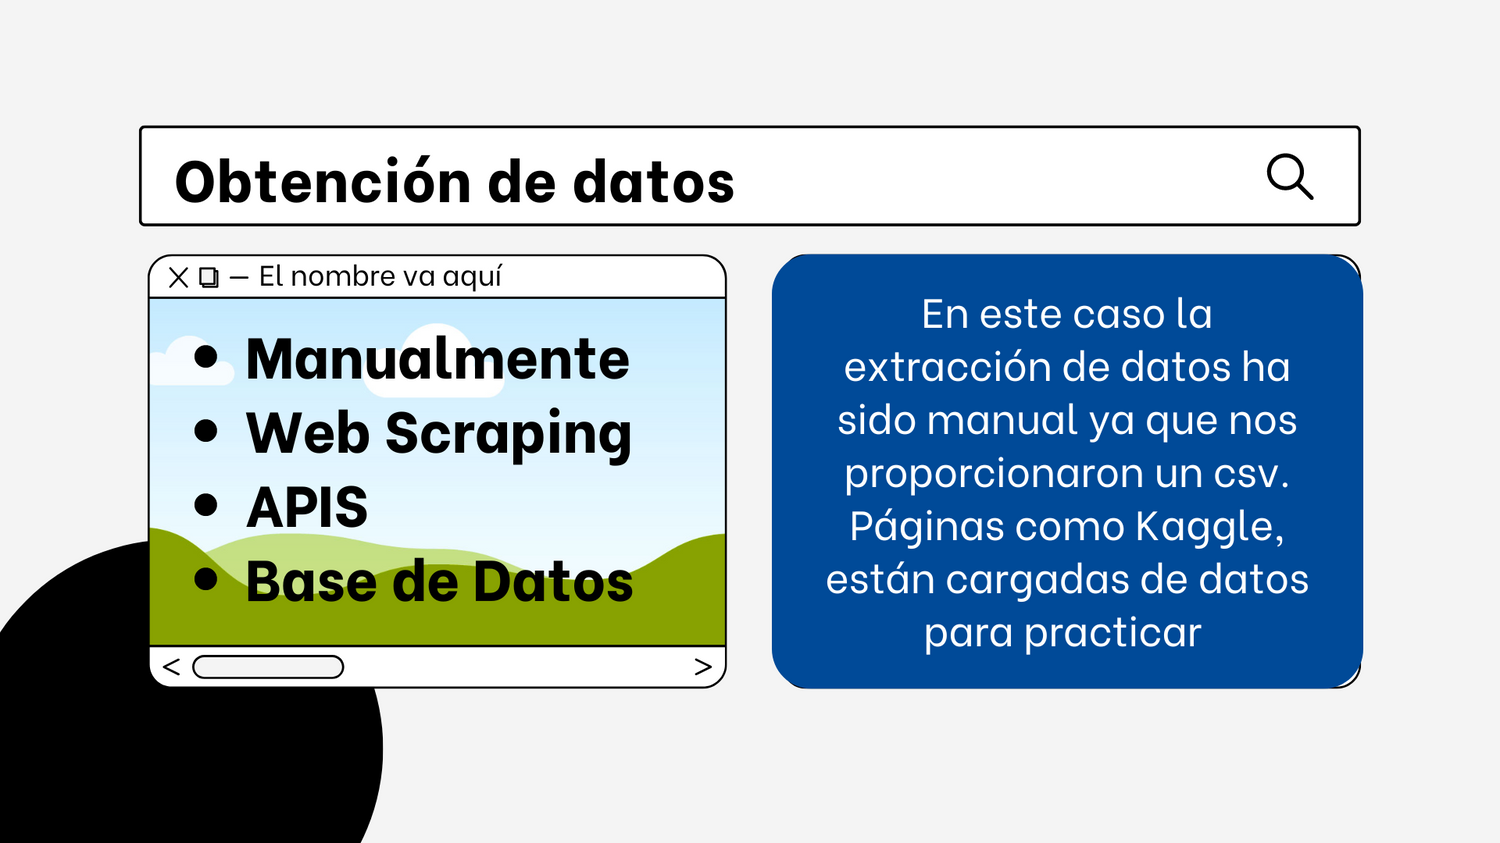 Obtención de datos
El nombre va aquí
• Manualmente
• Web Scraping
• APIS
• Base de Datos
En este caso la
extracción de datos ha
sido manual ya que nos
proporcionaron un csv.
Páginas como Kaggle,
están cargadas de datos
para practicar